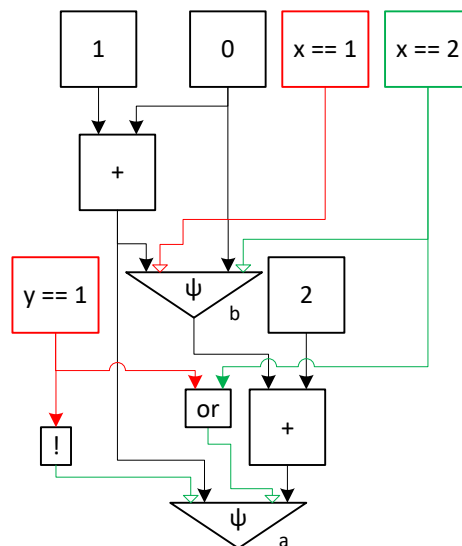 1
0
x == 1
x == 2
+
y == 1
ψ
b
2
!
or
+
ψ
a